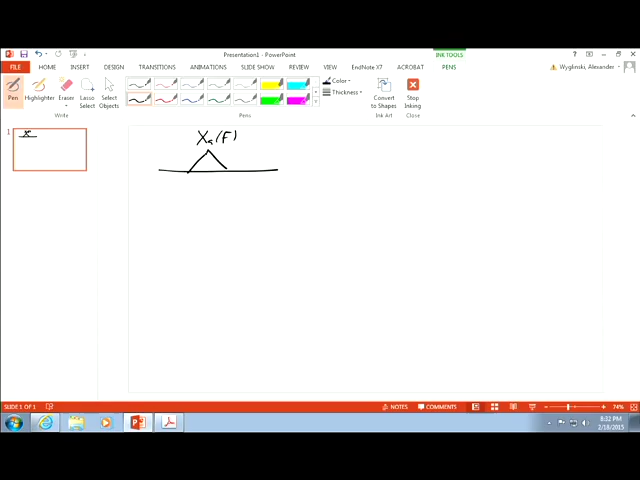 Presentation1 - PowerPoint
INK TOOLS
FILE
HOME
INSERT
DESIGN
TRANSITIONS
ANIMATIONS
SLIDE SHOW
REVIEW
VIEW
EndNote X7
ACROBAT
PENS
Wyglinski, Alexander
Pen
Highlighter
Eraser
Lasso
Select
Select
Objects
Color
Thickness
Convert
to Shapes
Stop
Inking
Write
Pens
Ink Art
Close
1
Xa(F)
SLIDE 1 OF 1
NOTES
COMMENTS
74%
8:32 PM
2/18/2015